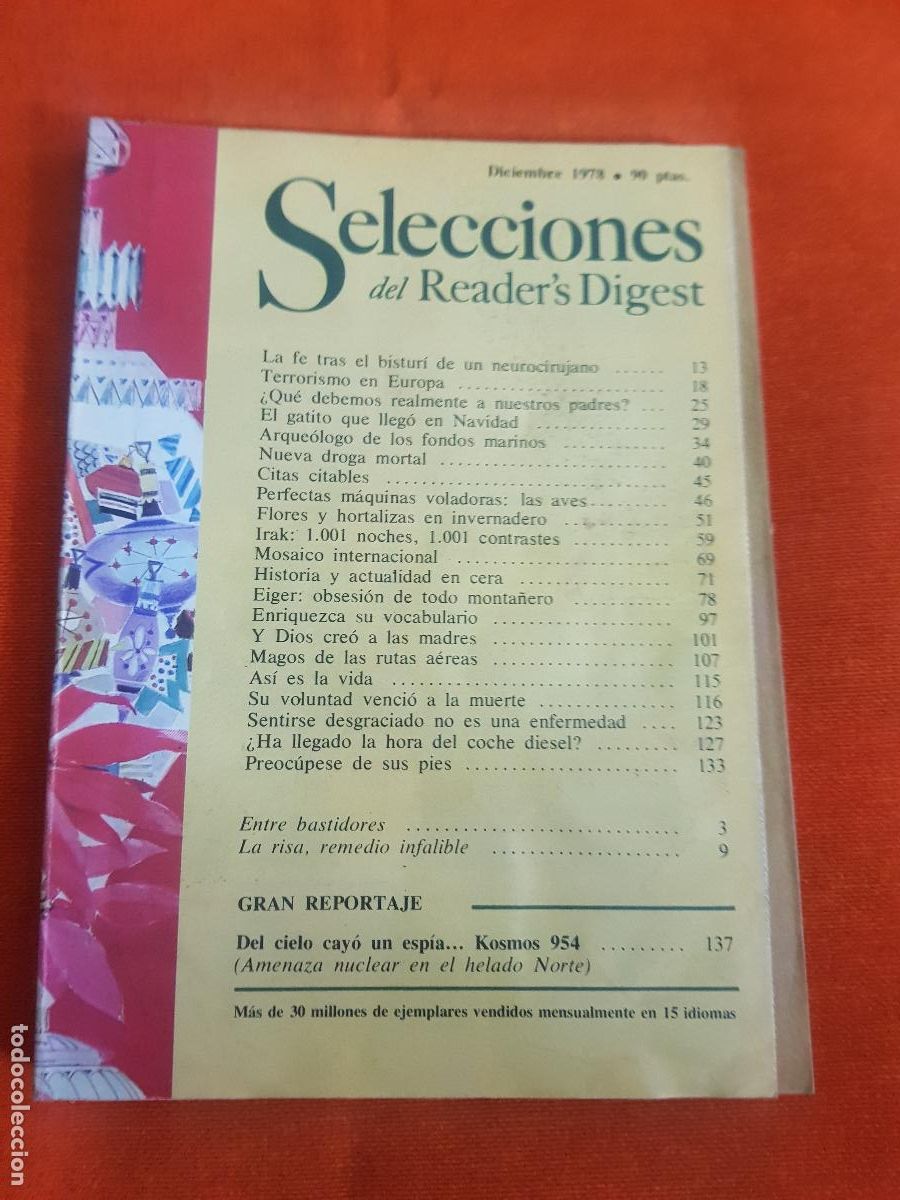 Diciembre 1978 • 90 ptas.
Selecciones
del Reader's Digest
La fe tras el bisturí de un neurocirujano ...... 13
Terrorismo en Europa ............................ 18
¿Qué debemos realmente a nuestros padres? ... 25
El gatito que llegó en Navidad .................. 29
Arqueólogo de los fondos marinos .............. 34
Nueva droga mortal .............................. 40
Citas citables ...................................... 45
Perfectas máquinas voladoras: las aves........ 46
Flores y hortalizas en invernadero .............. 51
Irak: 1.001 noches, 1.001 contrastes ............ 59
Mosaico internacional ............................ 69
Historia y actualidad en cera .................... 71
Eiger: obsesión de todo montañero ............ 78
Enriquezca su vocabulario ........................ 97
Y Dios creó a las madres ........................ 101
Magos de las rutas aéreas ........................ 107
Así es la vida ...................................... 115
Su voluntad venció a la muerte .................. 116
Sentirse desgraciado no es una enfermedad .... 123
¿Ha llegado la hora del coche diesel? .......... 127
Preocúpese de sus pies ............................ 133
Entre bastidores .................................. 3
La risa, remedio infalible ........................ 9
GRAN REPORTAJE
Del cielo cayó un espía... Kosmos 954 ......... 137
(Amenaza nuclear en el helado Norte)
Más de 30 millones de ejemplares vendidos mensualmente en 15 idiomas
todocoleccion